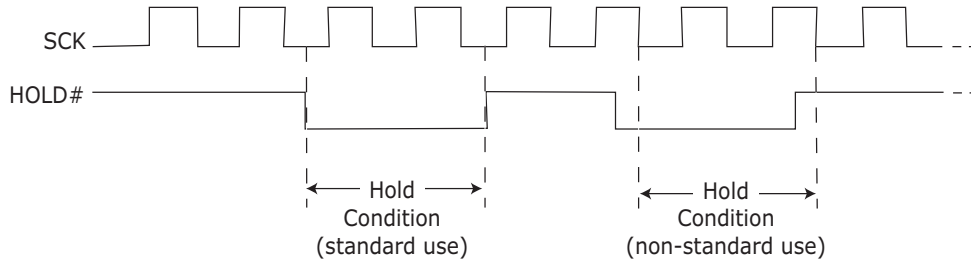 SCK
HOLD#
Hold
Condition
(standard use)
Hold
Condition
(non-standard use)